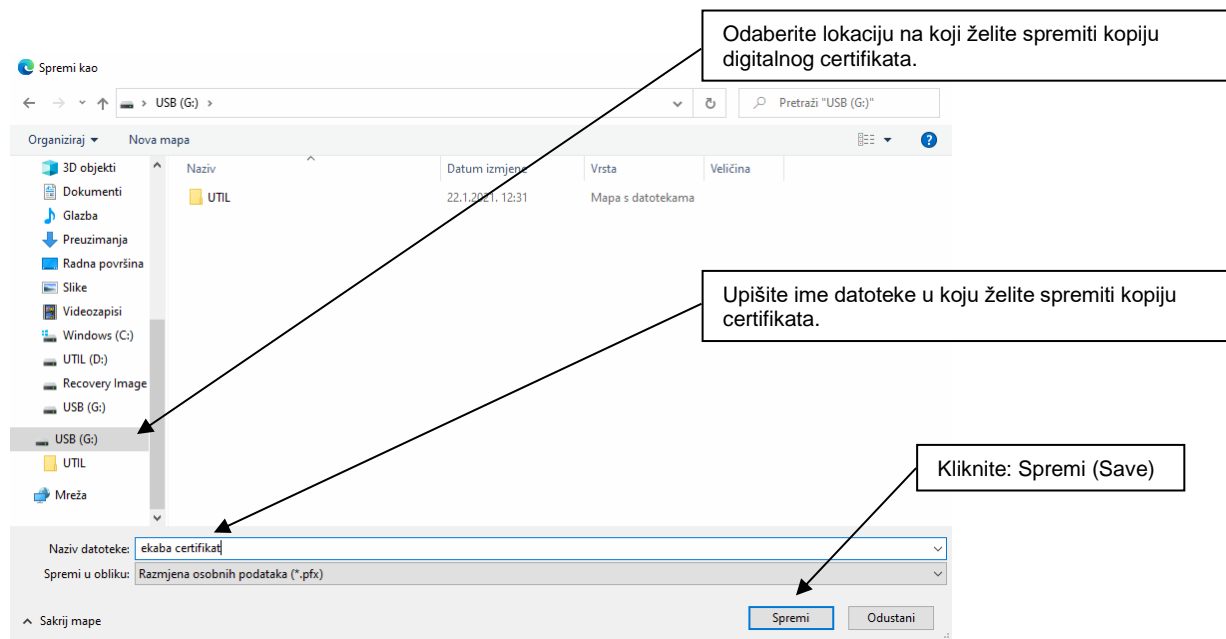 Odaberite lokaciju na koji želite spremiti kopiju
digitalnog certifikata.
Spremi kao
USB (G:)
Pretraži "USB (G:)"
Organiziraj
Nova mapa
Naziv
Datum izmjene
Vrsta
Veličina
3D objekti
Dokumenti
Glazba
Preuzimanja
Radna površina
Slike
Videozapisi
Windows (C:)
UTIL (D:)
Recovery Image
USB (G:)
USB (G:)
UTIL
Mreža
UTIL
22.1.2021. 12:31
Mapa s datotekama
Upišite ime datoteke u koju želite spremiti kopiju
certifikata.
Kliknite: Spremi (Save)
Naziv datoteke: ekaba certifikat
Spremi u obliku: Razmjena osobnih podataka (*.pfx)
Sakrij mape
Spremi
Odustani